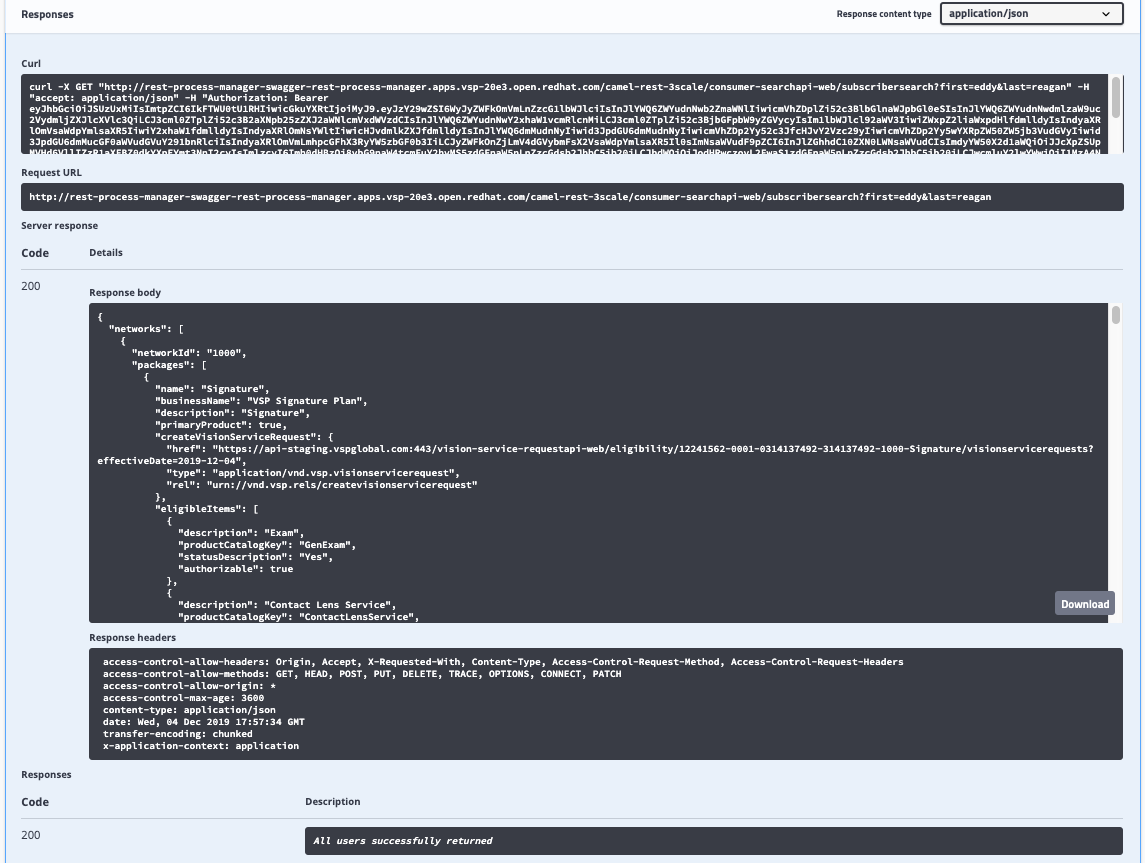 Responses
Response content type
application/json
Curl
curl -X GET "http://rest-process-manager-swagger-rest-process-manager.apps.vsp-20e3.open.redhat.com/camel-rest-3scale/consumer-searchapi-web/subscribersearch?first=eddy&last=reagan" -H
"accept: application/json" -H "Authorization: Bearer
Request URL
http://rest-process-manager-swagger-rest-process-manager.apps.vsp-20e3.open.redhat.com/camel-rest-3scale/consumer-searchapi-web/subscribersearch?first=eddy&last=reagan
Server response
Code Details
200
Response body
{
"networks": [
{
"networkId": "1000",
"packages": [
{
"name": "Signature",
"businessName": "VSP Signature Plan",
"description": "Signature",
"primaryProduct": true,
"createVisionServiceRequest": {
"href": "https://api-staging.vspglobal.com:443/vision-service-requestapi-web/eligibility/12241562-0001-0314137492-314137492-1000-Signature/visionservicerequests?
effectiveDate=2019-12-04",
"type": "application/vnd.vsp.visionservicerequest",
"rel": "urn://vnd.vsp.rels/createvisionservicerequest"
},
"eligibleItems": [
{
"description": "Exam",
"productCatalogKey": "GenExam",
"statusDescription": "Yes",
"authorizable": true
},
{
"description": "Contact Lens Service",
"productCatalogKey": "ContactLensService",
Download
Response headers
access-control-allow-headers: Origin, Accept, X-Requested-With, Content-Type, Access-Control-Request-Method, Access-Control-Request-Headers
access-control-allow-methods: GET, HEAD, POST, PUT, DELETE, TRACE, OPTIONS, CONNECT, PATCH
access-control-allow-origin: *
access-control-max-age: 3600
content-type: application/json
date: Wed, 04 Dec 2019 17:57:34 GMT
transfer-encoding: chunked
x-application-context: application
Responses
Code Description
200
All users successfully returned